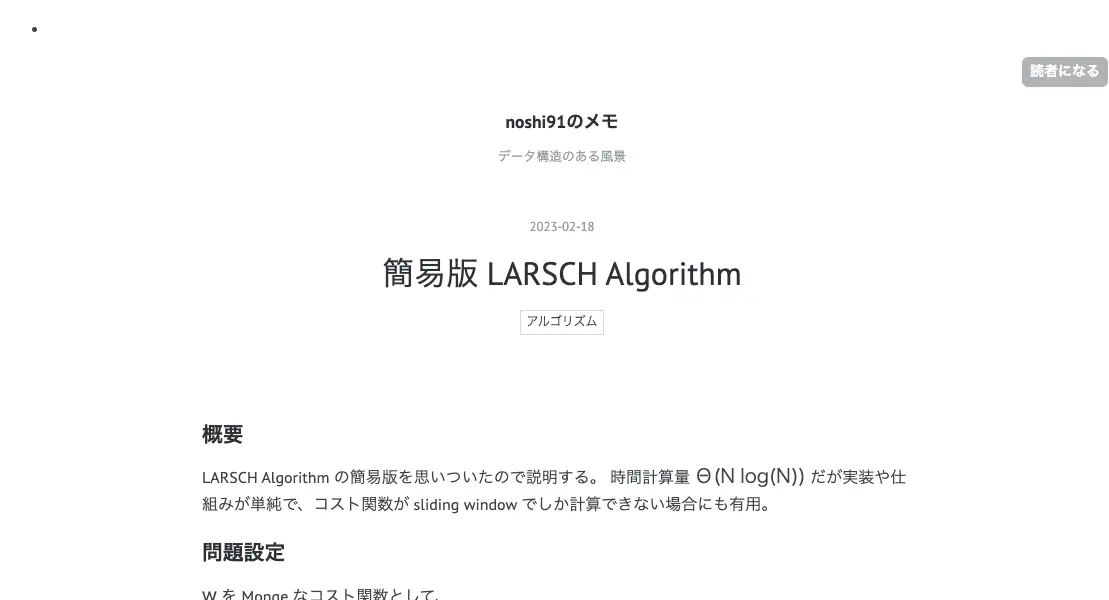 読者になる
noshi91のメモ
データ構造のある風景
2023-02-18
簡易版 LARSCH Algorithm
アルゴリズム
概要
LARSCH Algorithm の簡易版を思いついたので説明する。 時間計算量 Θ(N log(N)) だが実装や仕
組みが単純で、コスト関数が sliding window でしか計算できない場合にも有用。
問題設定
W を Monge なコスト関数として、